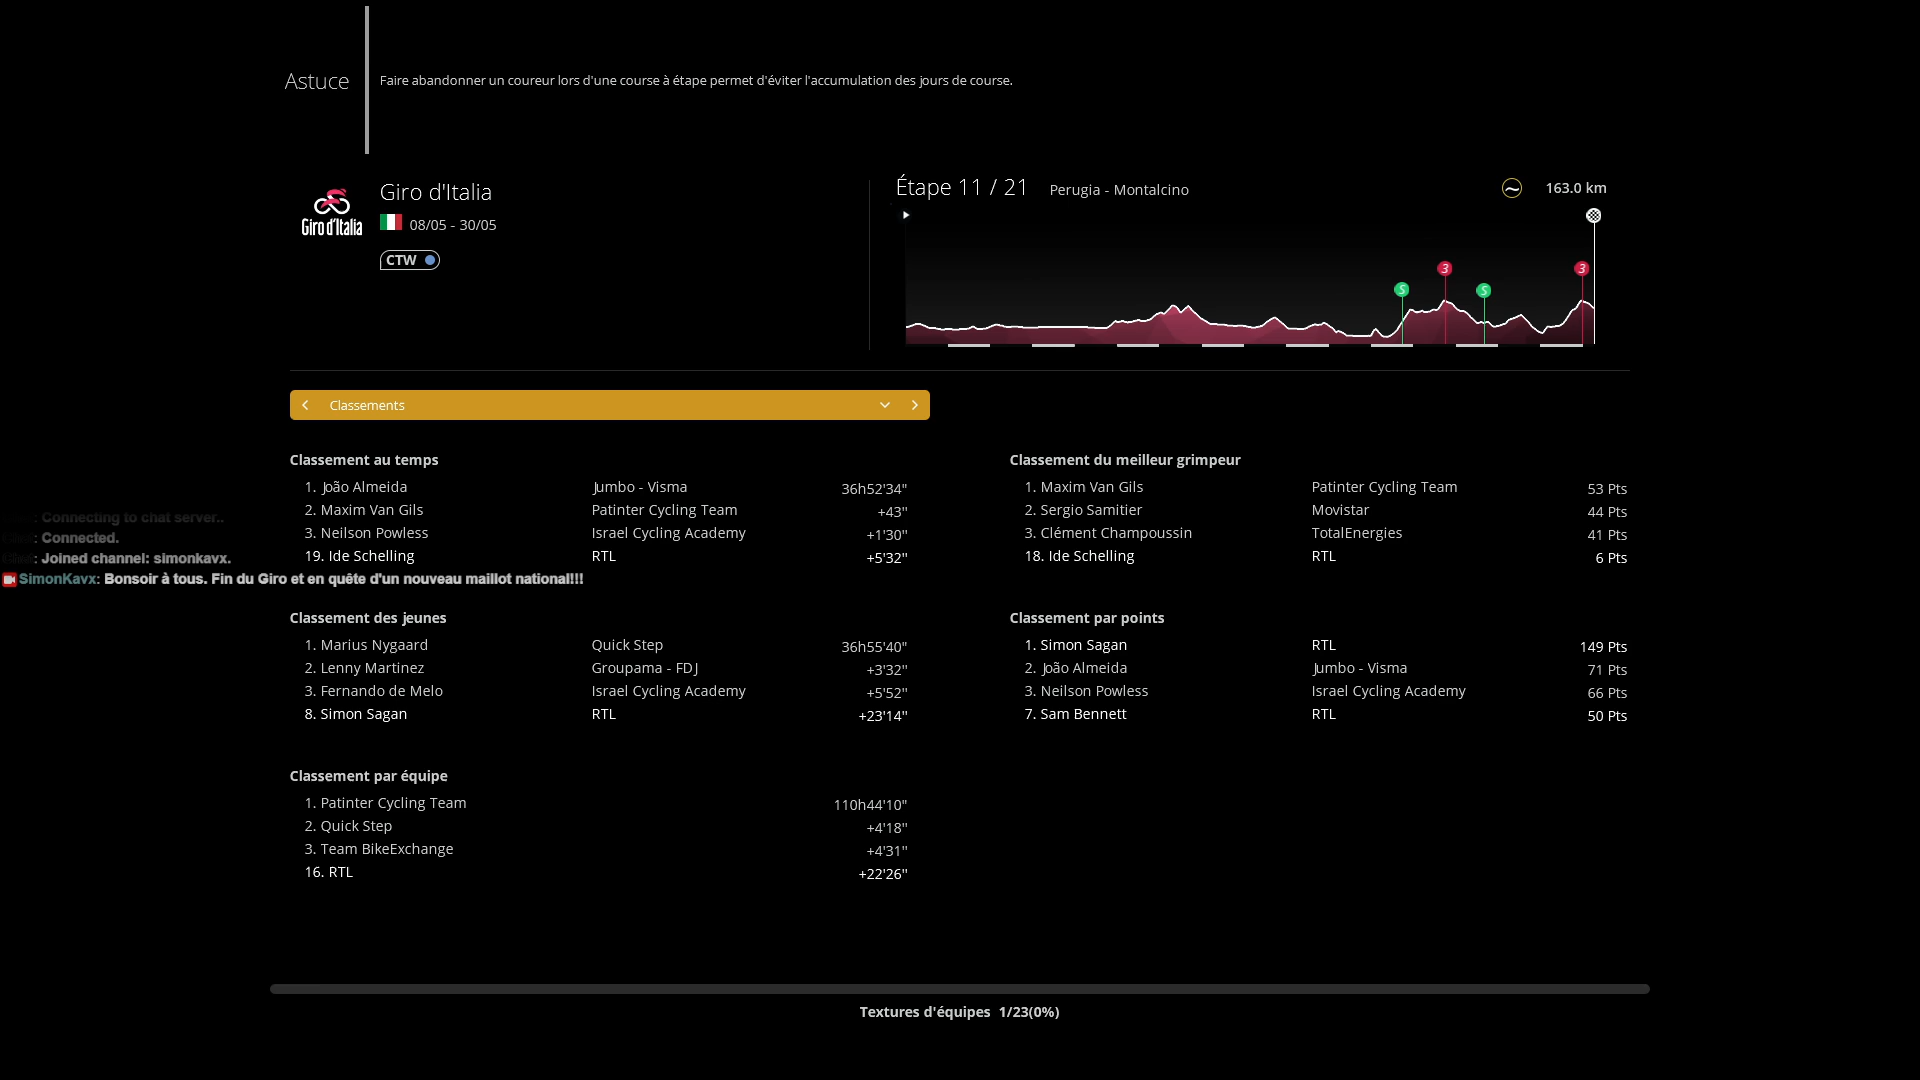 Astuce
Faire abandonner un coureur lors d'une course à étape permet d'éviter l'accumulation des jours de course.
Giro d'Italia
Giro d'Italia
08/05 - 30/05
CTW
Étape 11 / 21 Perugia - Montalcino 163.0 km
S 3 S 3
Classements
Classement au temps
1. João Almeida Jumbo - Visma 36h52'34''
2. Maxim Van Gils Patinter Cycling Team +43''
3. Neilson Powless Israel Cycling Academy +1'30''
19. Ide Schelling RTL +5'32''
Classement du meilleur grimpeur
1. Maxim Van Gils Patinter Cycling Team 53 Pts
2. Sergio Samitier Movistar 44 Pts
3. Clément Champoussin TotalEnergies 41 Pts
18. Ide Schelling RTL 6 Pts
: Connecting to chat server..
: Connected.
: Joined channel: simonkavx.
SimonKavx: Bonsoir à tous. Fin du Giro et en quête d'un nouveau maillot national!!!
Classement des jeunes
1. Marius Nygaard Quick Step 36h55'40''
2. Lenny Martinez Groupama - FDJ +3'32''
3. Fernando de Melo Israel Cycling Academy +5'52''
8. Simon Sagan RTL +23'14''
Classement par points
1. Simon Sagan RTL 149 Pts
2. João Almeida Jumbo - Visma 71 Pts
3. Neilson Powless Israel Cycling Academy 66 Pts
7. Sam Bennett RTL 50 Pts
Classement par équipe
1. Patinter Cycling Team 110h44'10''
2. Quick Step +4'18''
3. Team BikeExchange +4'31''
16. RTL +22'26''
Textures d'équipes 1/23(0%)